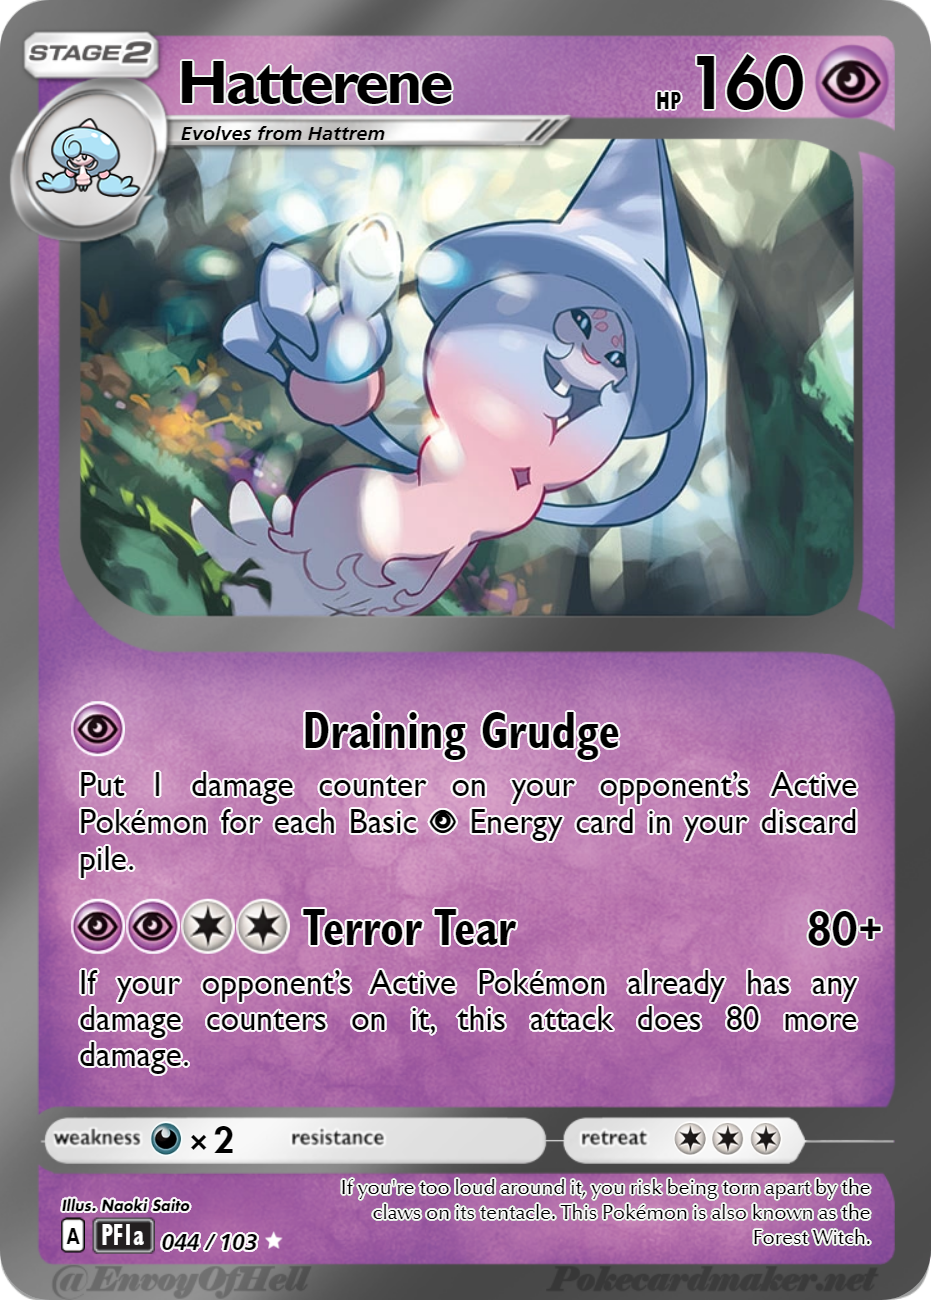 STAGE2
Hatterene
HP 160
Evolves from Hattrem
Draining Grudge
Put 1 damage counter on your opponent's Active
Pokémon for each Basic Energy card in your discard
pile.
Terror Tear 80+
If your opponent's Active Pokémon already has any
damage counters on it, this attack does 80 more
damage.
weakness ×2 resistance retreat
If you're too loud around it, you risk being torn apart by the
claws on its tentacle. This Pokémon is also known as the
Forest Witch.
Illus. Naoki Saito
A PF1a 044 / 103
@EnvoyOfHell Pokecardmaker.net